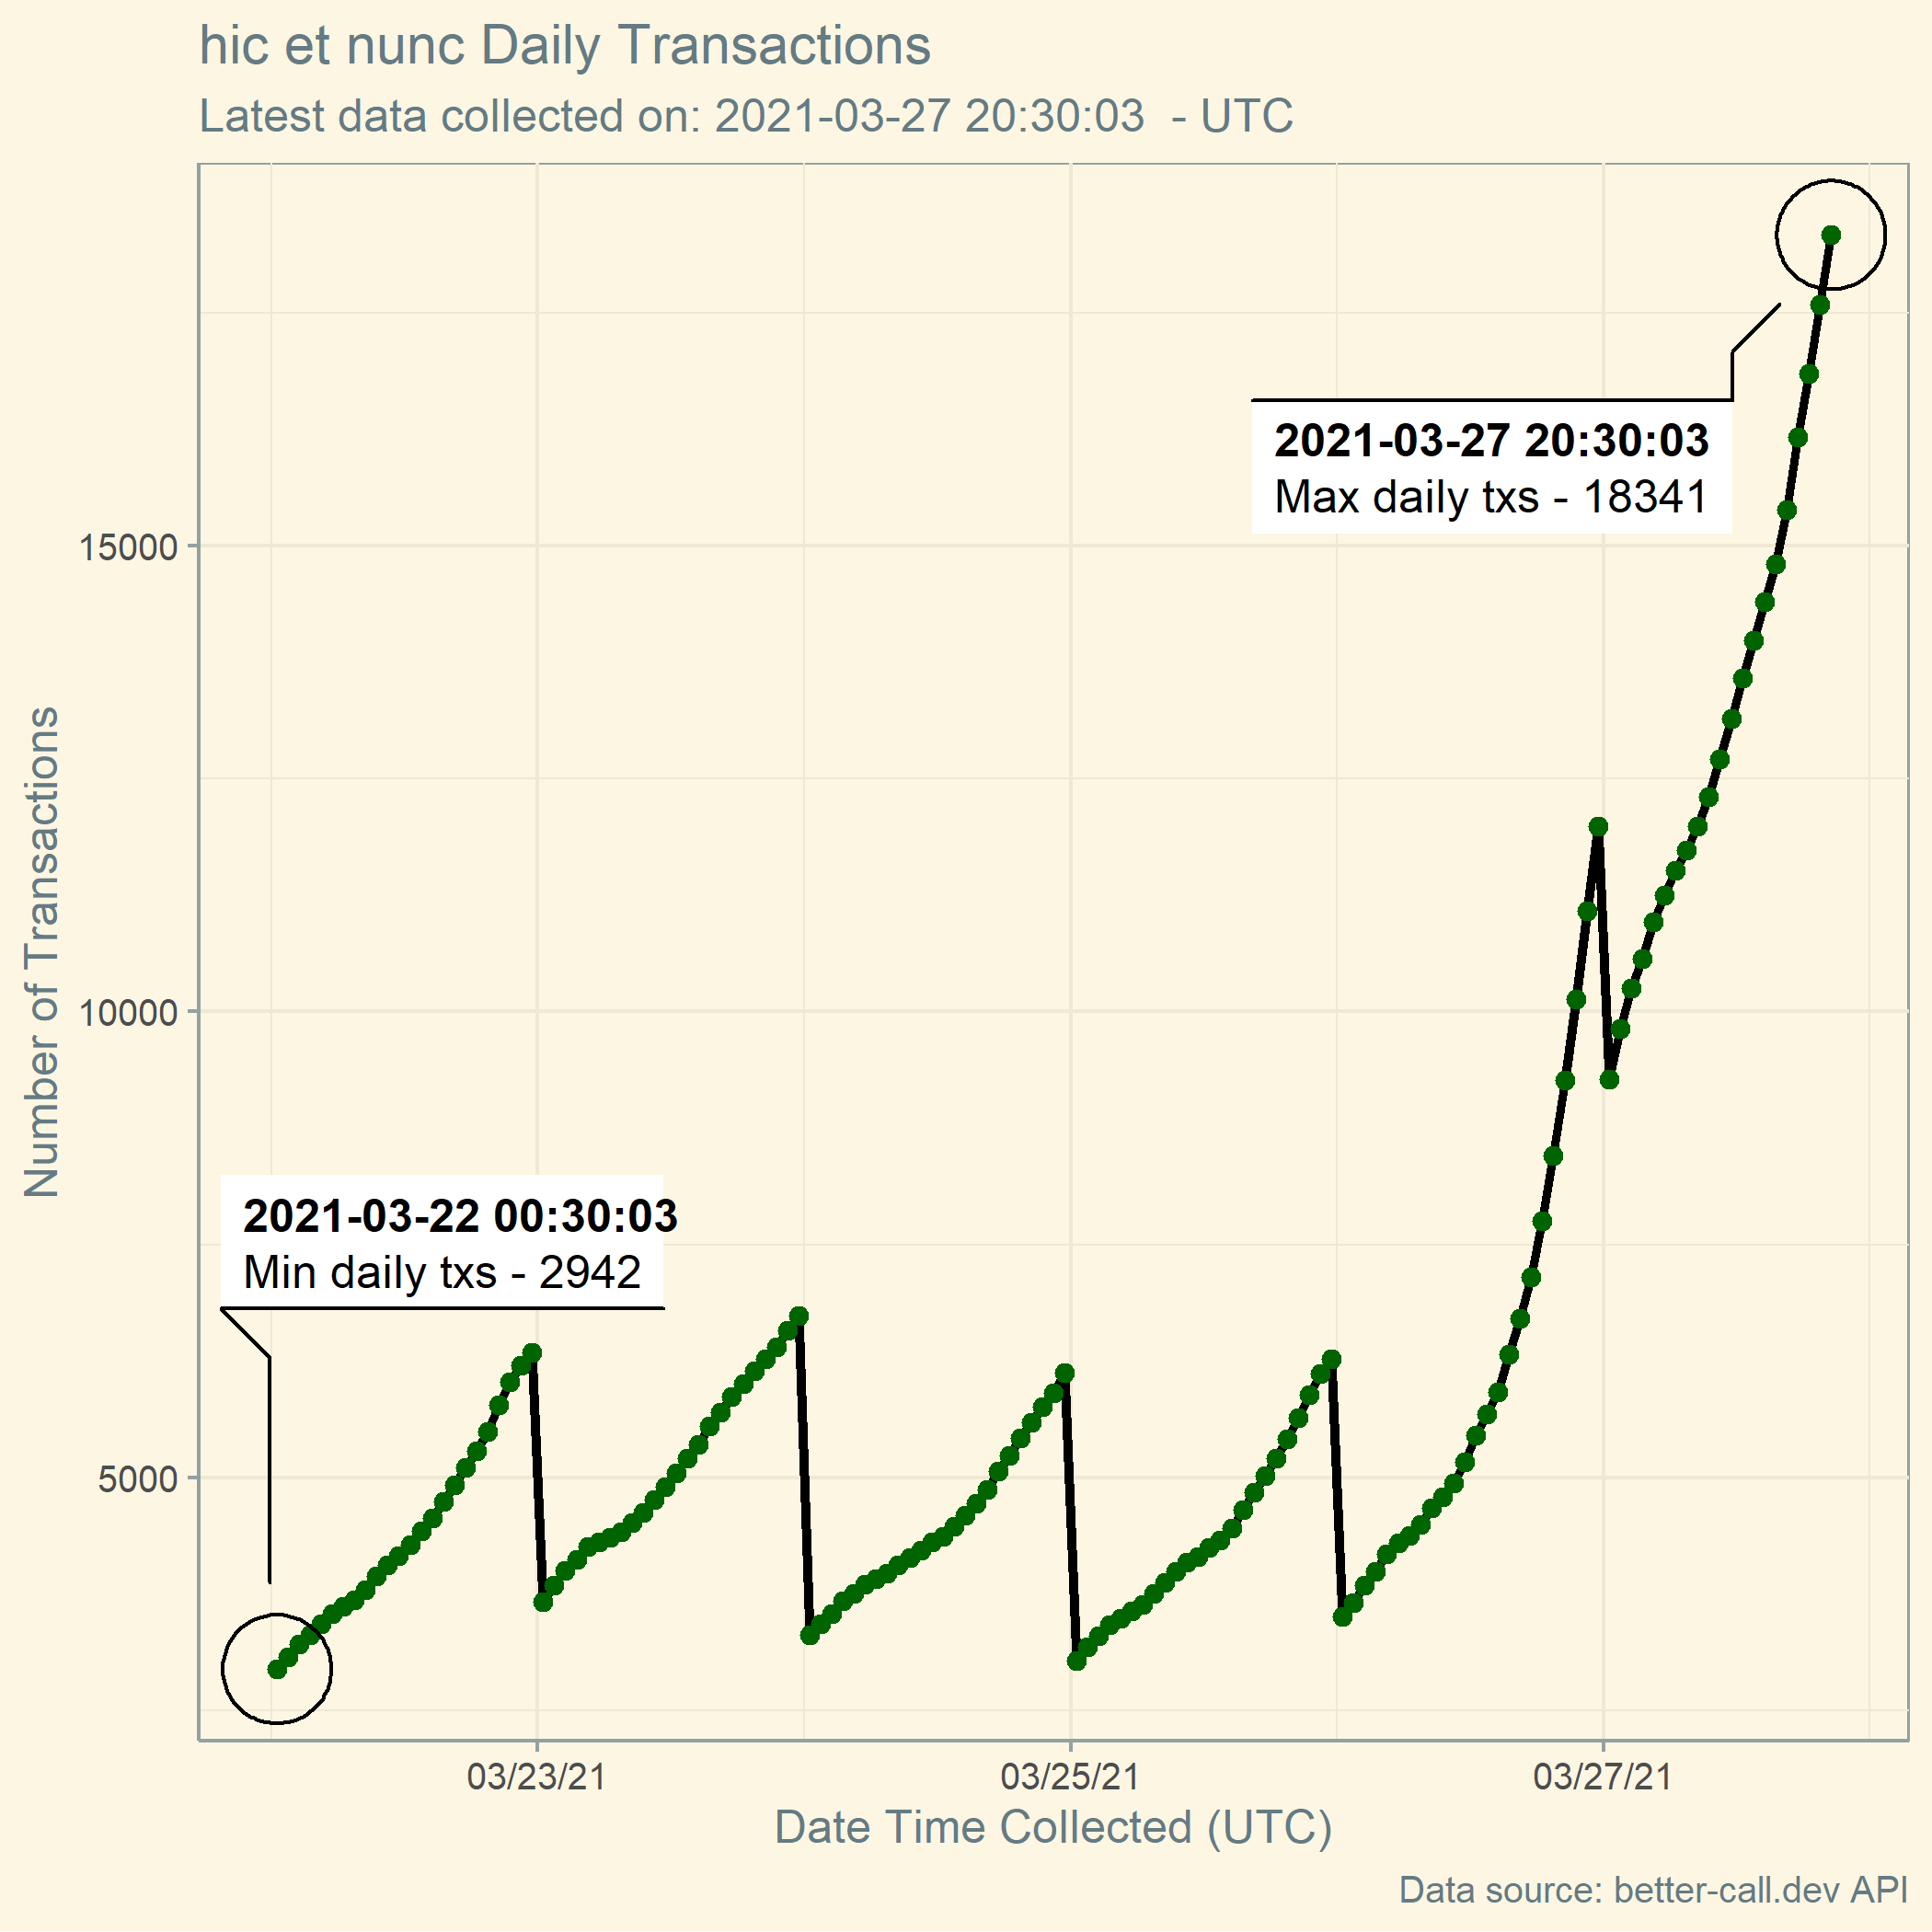 hic et nunc Daily Transactions
Latest data collected on: 2021-03-27 20:30:03  - UTC
2021-03-27 20:30:03
Max daily txs - 18341
15000
10000
5000
Number of Transactions
2021-03-22 00:30:03
Min daily txs - 2942
03/23/21
03/25/21
03/27/21
Date Time Collected (UTC)
Data source: better-call.dev API